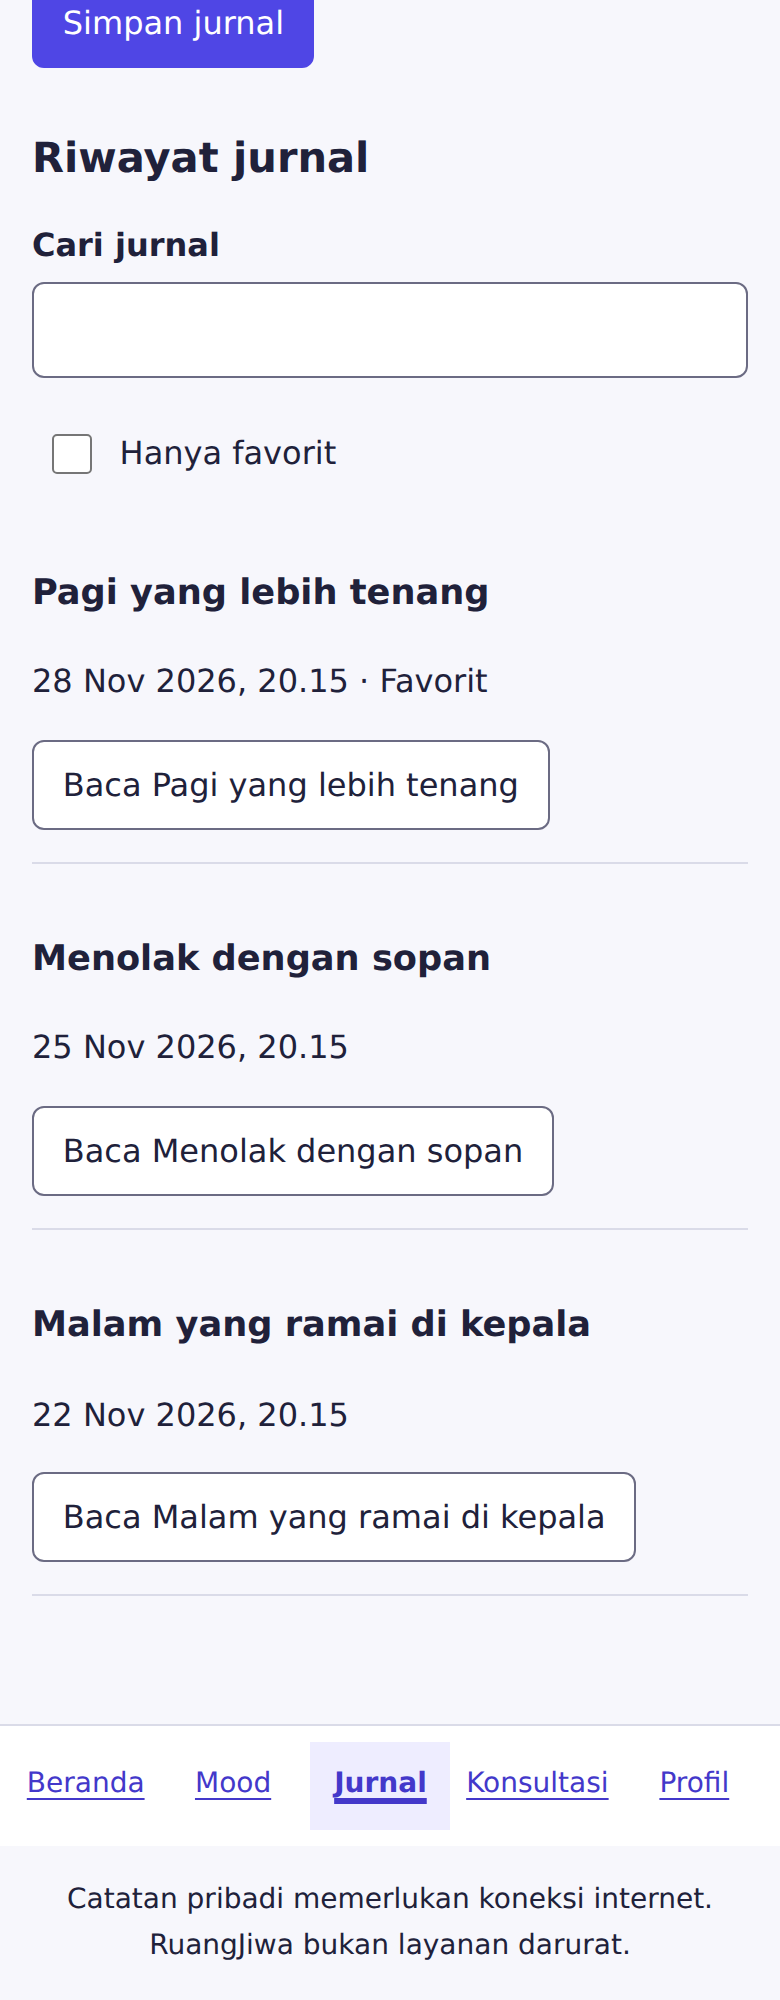 Simpan jurnal
Riwayat jurnal
Cari jurnal
Hanya favorit
Pagi yang lebih tenang
28 Nov 2026, 20.15 · Favorit
Baca Pagi yang lebih tenang
Menolak dengan sopan
25 Nov 2026, 20.15
Baca Menolak dengan sopan
Malam yang ramai di kepala
22 Nov 2026, 20.15
Baca Malam yang ramai di kepala
Beranda Mood Jurnal Konsultasi Profil
Catatan pribadi memerlukan koneksi internet.
RuangJiwa bukan layanan darurat.